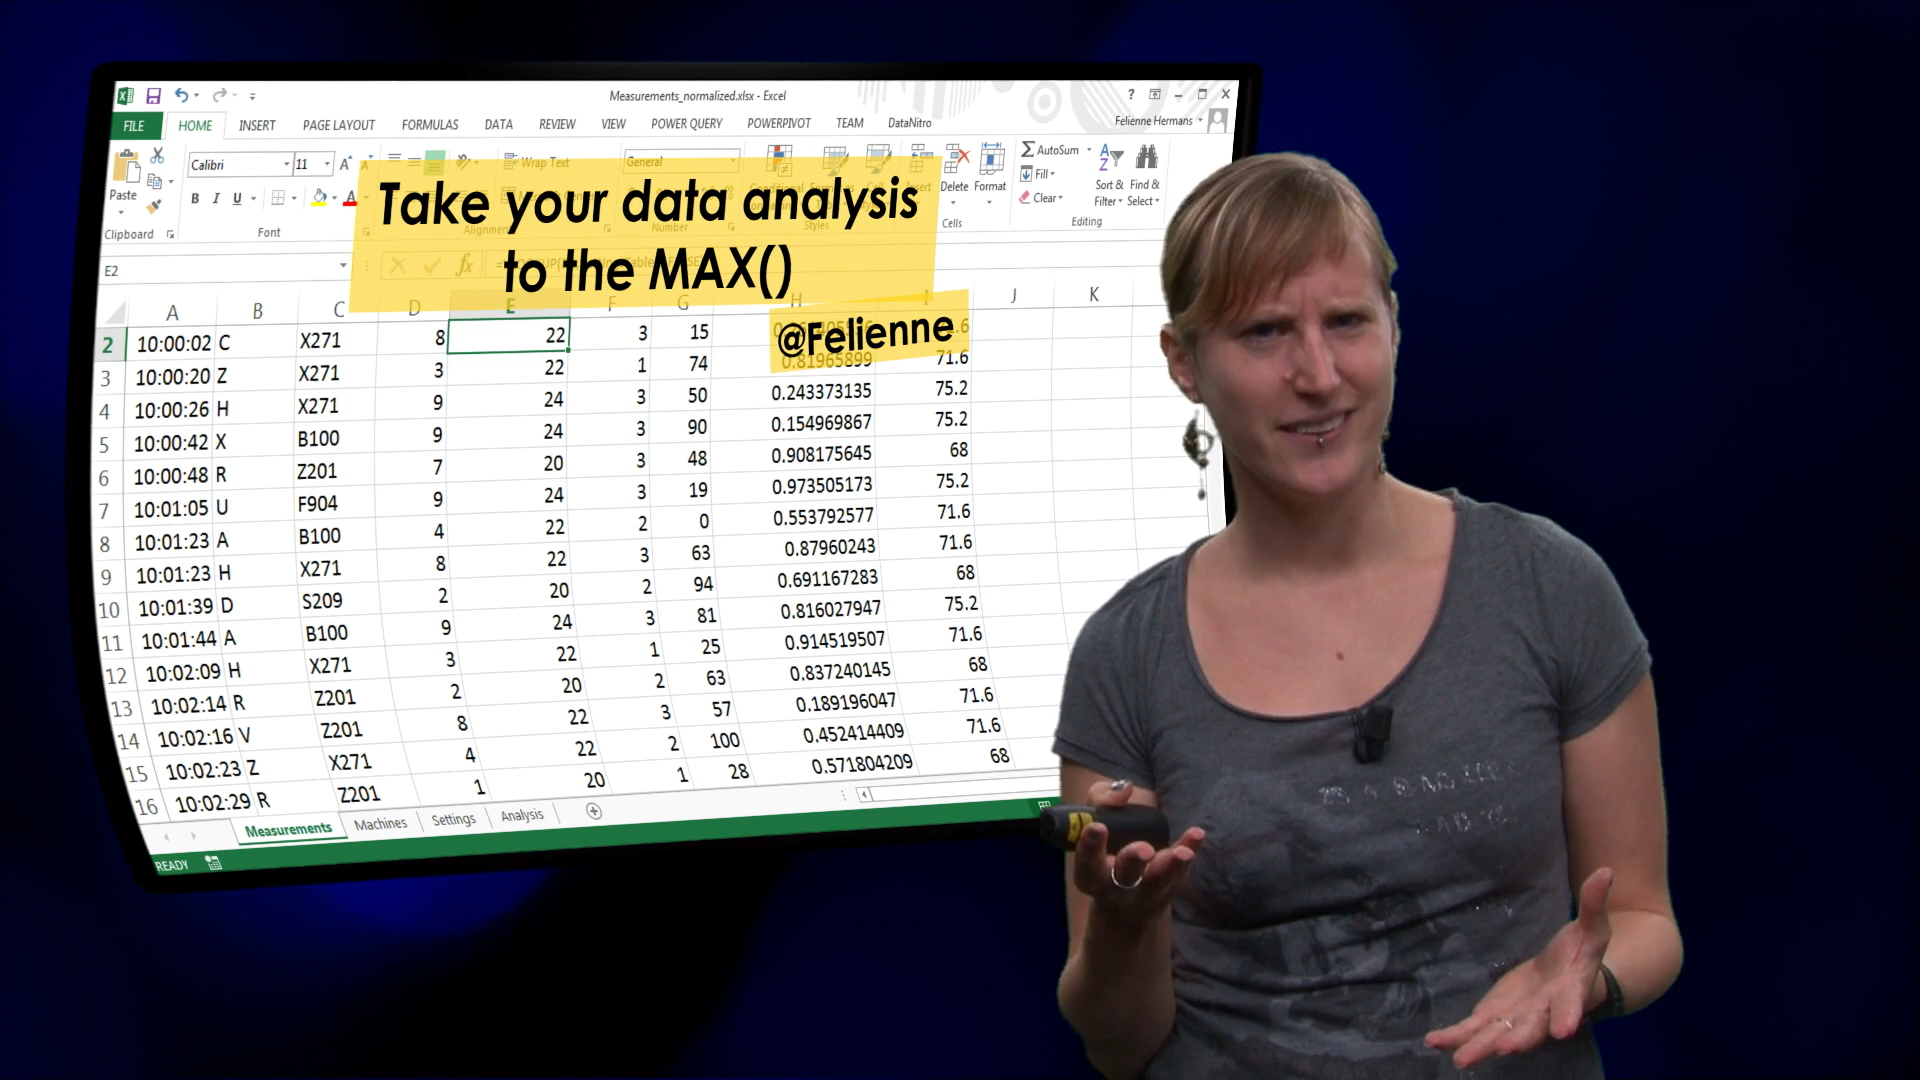 Measurements_normalized.xlsx - Excel
?
FILE HOME INSERT PAGE LAYOUT FORMULAS DATA REVIEW VIEW POWER QUERY POWERPIVOT TEAM DataNitro
Felienne Hermans
Paste
Calibri 11
B I U
Wrap Text
General
Delete Format
AutoSum
Fill
Clear
Sort & Filter
Find & Select
Clipboard Font Alignment Number Styles Cells Editing
Take your data analysis
to the MAX()
@Felienne
E2
A B C D E F G H I J K
2 10:00:02 C X271 8 22 3 15
3 10:00:20 Z X271 3 22 1 74 0.81965899 71.6
4 10:00:26 H X271 9 24 3 50 0.243373135 75.2
5 10:00:42 X B100 9 24 3 90 0.154969867 75.2
6 10:00:48 R Z201 7 20 3 48 0.908175645 68
7 10:01:05 U F904 9 24 3 19 0.973505173 75.2
8 10:01:23 A B100 4 22 2 0 0.553792577 71.6
9 10:01:23 H X271 8 22 3 63 0.87960243 71.6
10 10:01:39 D S209 2 20 2 94 0.691167283 68
11 10:01:44 A B100 9 24 3 81 0.816027947 75.2
12 10:02:09 H X271 3 22 1 25 0.914519507 71.6
13 10:02:14 R Z201 2 20 2 63 0.837240145 68
14 10:02:16 V Z201 8 22 3 57 0.189196047 71.6
15 10:02:23 Z X271 4 22 2 100 0.452414409 71.6
16 10:02:29 R Z201 1 20 1 28 0.571804209 68
Measurements Machines Settings Analysis
READY